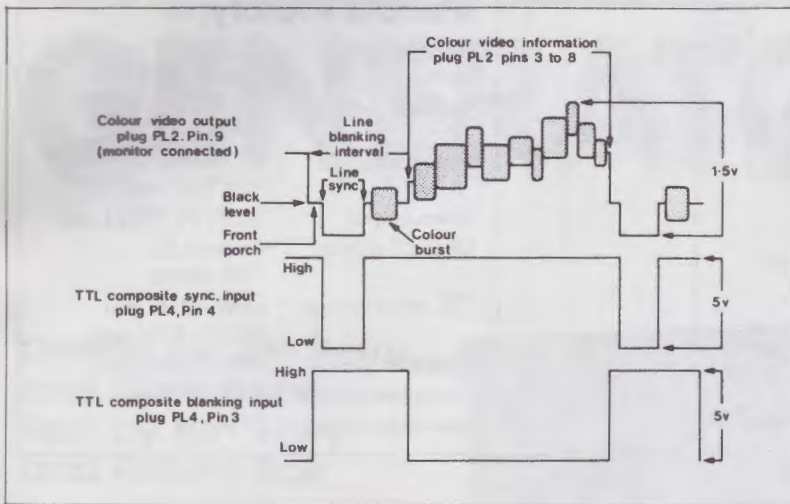 Colour video information
plug PL2 pins 3 to 8
Colour video output
plug PL2. Pin. 9
(monitor connected)
Line
blanking
interval
Line
sync
1·5v
Black
level
Front
porch
Colour
burst
High
TTL composite sync. input
plug PL4, Pin 4
5v
Low
High
TTL composite blanking input
plug PL4, Pin 3
5v
Low